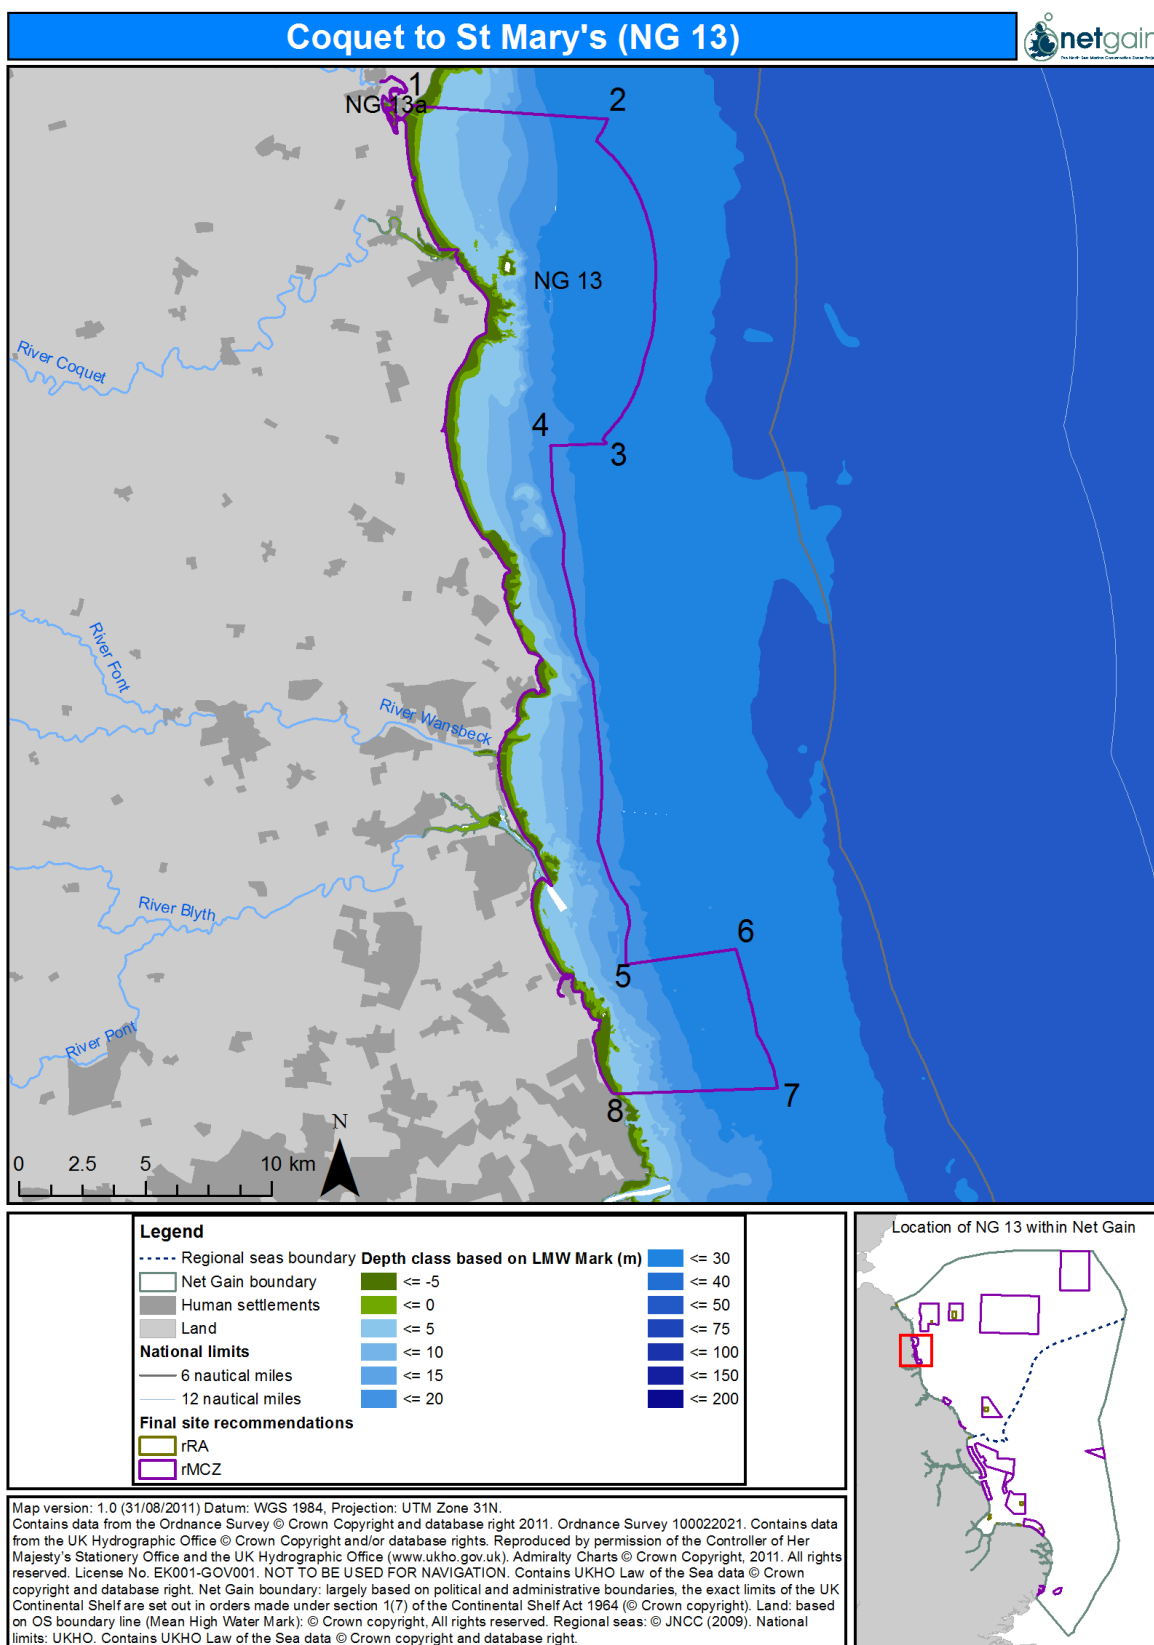 Coquet to St Mary's (NG 13)
netgain
The North Sea Marine Conservation Zones Project
1
NG 13a
2
NG 13
River Coquet
4
3
River Font
River Wansbeck
River Blyth
6
5
River Pont
7
8
N
0 2.5 5 10 km
Legend
Regional seas boundary
Net Gain boundary
Human settlements
Land
National limits
6 nautical miles
12 nautical miles
Final site recommendations
rRA
rMCZ
Depth class based on LMW Mark (m)
<= -5
<= 0
<= 5
<= 10
<= 15
<= 20
<= 30
<= 40
<= 50
<= 75
<= 100
<= 150
<= 200
Location of NG 13 within Net Gain
Map version: 1.0 (31/08/2011) Datum: WGS 1984, Projection: UTM Zone 31N.
Contains data from the Ordnance Survey © Crown Copyright and database right 2011. Ordnance Survey 100022021. Contains data
from the UK Hydrographic Office © Crown Copyright and/or database rights. Reproduced by permission of the Controller of Her
Majesty's Stationery Office and the UK Hydrographic Office (www.ukho.gov.uk). Admiralty Charts © Crown Copyright, 2011. All rights
reserved. License No. EK001-GOV001. NOT TO BE USED FOR NAVIGATION. Contains UKHO Law of the Sea data © Crown
copyright and database right. Net Gain boundary: largely based on political and administrative boundaries, the exact limits of the UK
Continental Shelf are set out in orders made under section 1(7) of the Continental Shelf Act 1964 (© Crown copyright). Land: based
on OS boundary line (Mean High Water Mark): © Crown copyright, All rights reserved. Regional seas: © JNCC (2009). National
limits: UKHO. Contains UKHO Law of the Sea data © Crown copyright and database right.